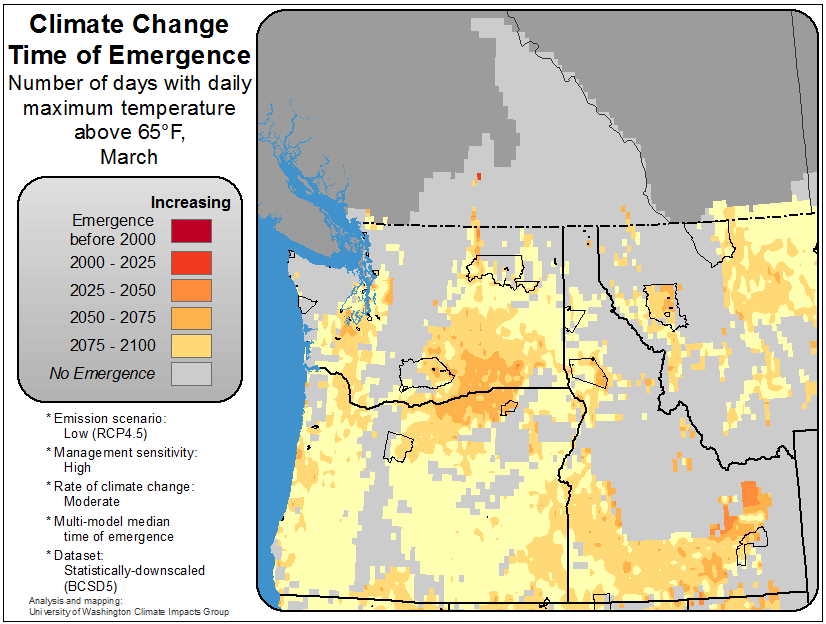 Climate Change
Time of Emergence
Number of days with daily
maximum temperature
above 65°F,
March
Increasing
Emergence
before 2000
2000 - 2025
2025 - 2050
2050 - 2075
2075 - 2100
No Emergence
* Emission scenario:
Low (RCP4.5)
* Management sensitivity:
High
* Rate of climate change:
Moderate
* Multi-model median
time of emergence
* Dataset:
Statistically-downscaled
(BCSD5)
Analysis and mapping:
University of Washington Climate Impacts Group